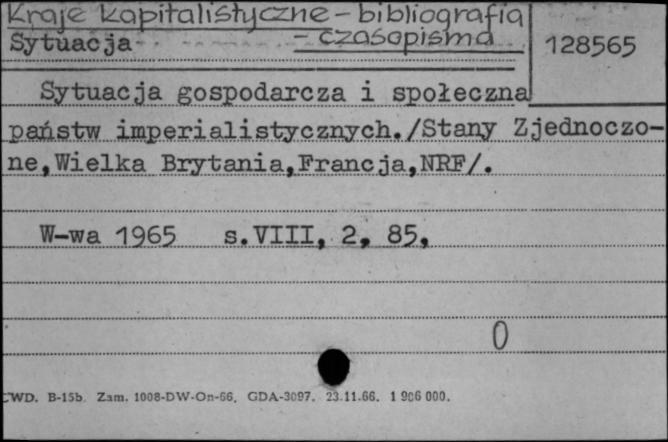 Kraje kapitalistyczne - bibliografia
Sytuacja - czasopisma
128565
Sytuacja gospodarcza i społeczna
państw imperialistycznych./Stany Zjednoczo-
ne,Wielka Brytania,Francja,NRF/.
W-wa 1965 s.VIII, 2, 85,
0
CWD. B-15b. Zam. 1008-DW-On-66. GDA-3097. 23.11.66. 1 906 000.